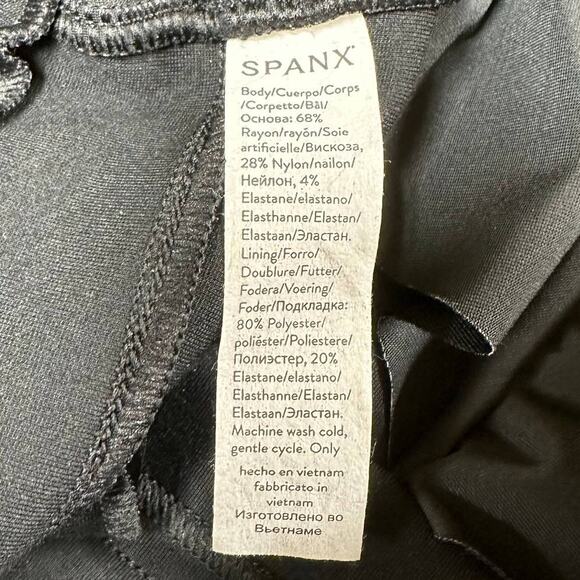 SPANX
Body/Cuerpo/Corps
/Corpetto/Bål/
Основа: 68%
Rayon/rayón/Soie
artificielle/Вискоза,
28% Nylon/nailon/
Нейлон, 4%
Elastane/elastano/
Elasthanne/Elastan/
Elastaan/Эластан.
Lining/Forro/
Doublure/Futter/
Fodera/Voering/
Foder/Подкладка:
80% Polyester/
poliéster/Poliestere/
Полиэстер, 20%
Elastane/elastano/
Elasthanne/Elastan/
Elastaan/Эластан.
Machine wash cold,
gentle cycle. Only
hecho en vietnam
fabbricato in
vietnam
Изготовлено во
Вьетнаме